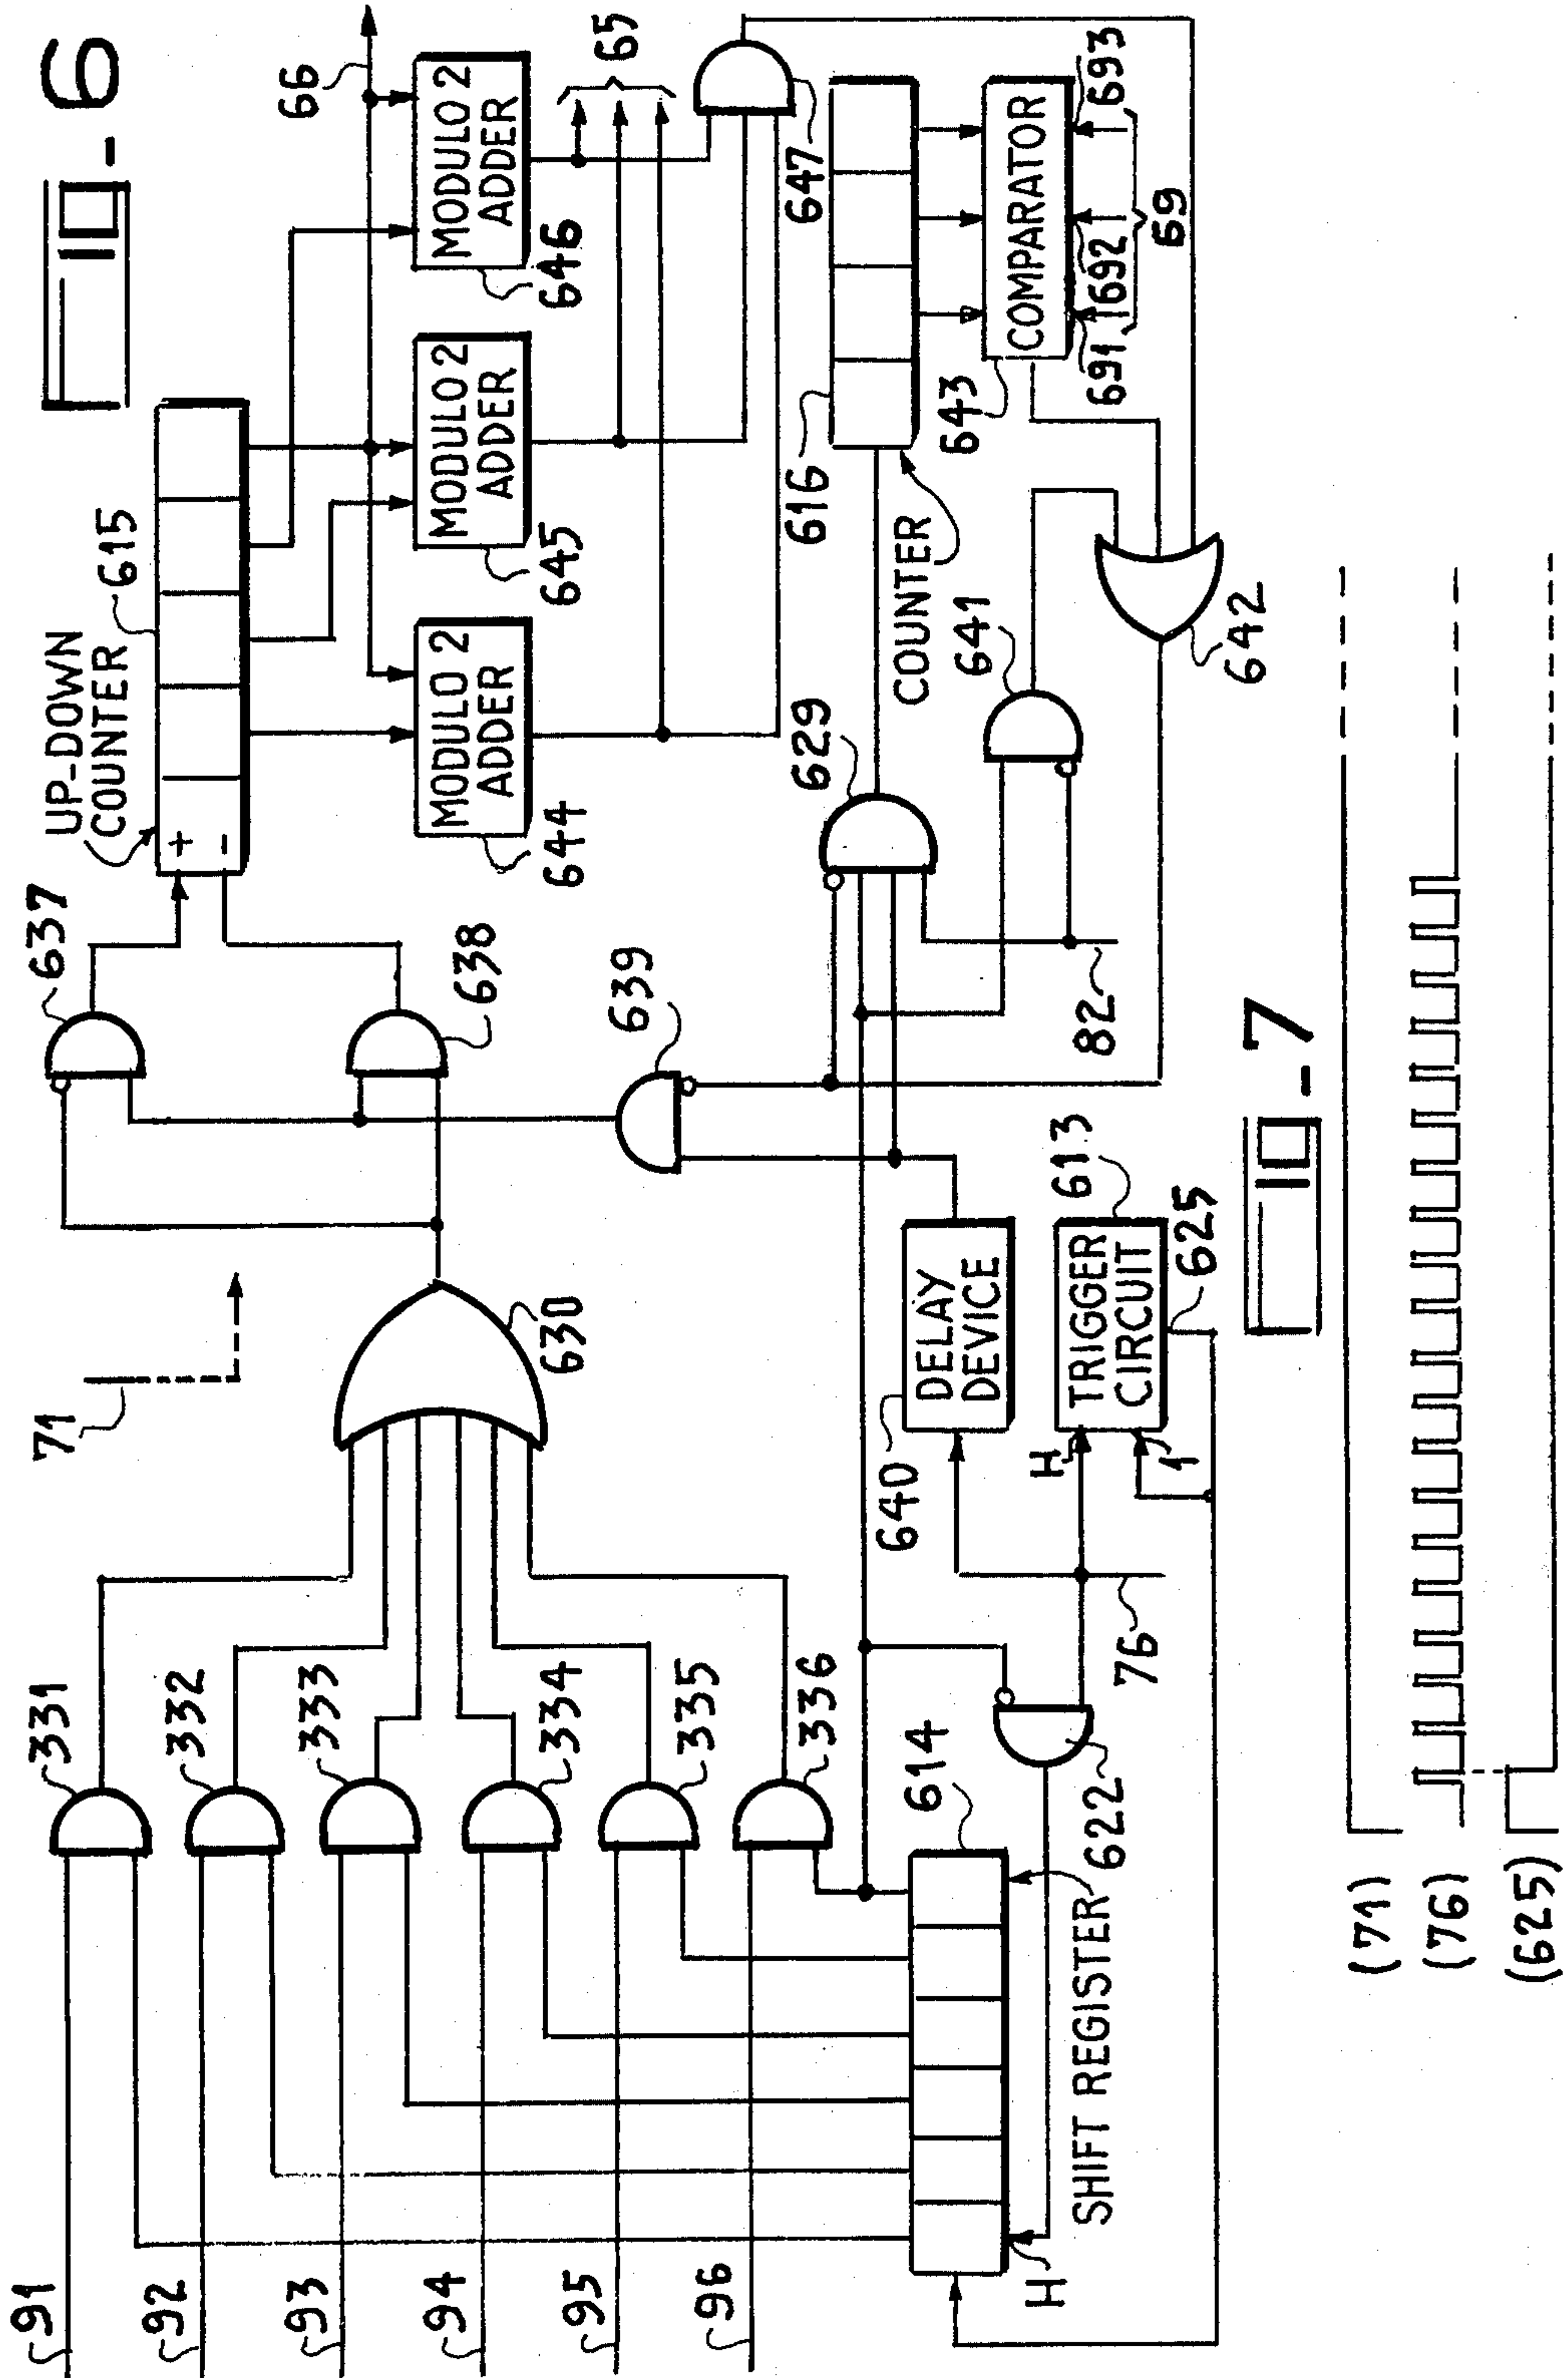 FIG-6
91
92
93
94
95
96
331
332
333
334
335
336
71
630
637
638
639
UP-DOWN
COUNTER
615
+
-
66
MODULO 2
ADDER
644
MODULO 2
ADDER
645
MODULO 2
ADDER
646
65
647
614
SHIFT REGISTER
H
622
76
640
DELAY
DEVICE
H
1
TRIGGER
CIRCUIT
613
625
82
629
641
642
COUNTER
616
643
COMPARATOR
691
692
693
69
FIG-7
(71)
(76)
(625)